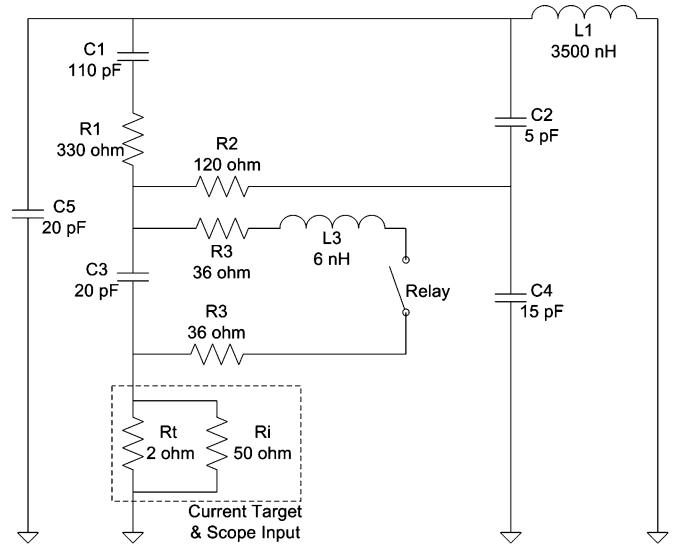 L1
3500 nH
C1
110 pF
C2
5 pF
R1
330 ohm
R2
120 ohm
C5
20 pF
R3
36 ohm
L3
6 nH
C3
20 pF
Relay
C4
15 pF
R3
36 ohm
Rt
2 ohm
Ri
50 ohm
Current Target
& Scope Input